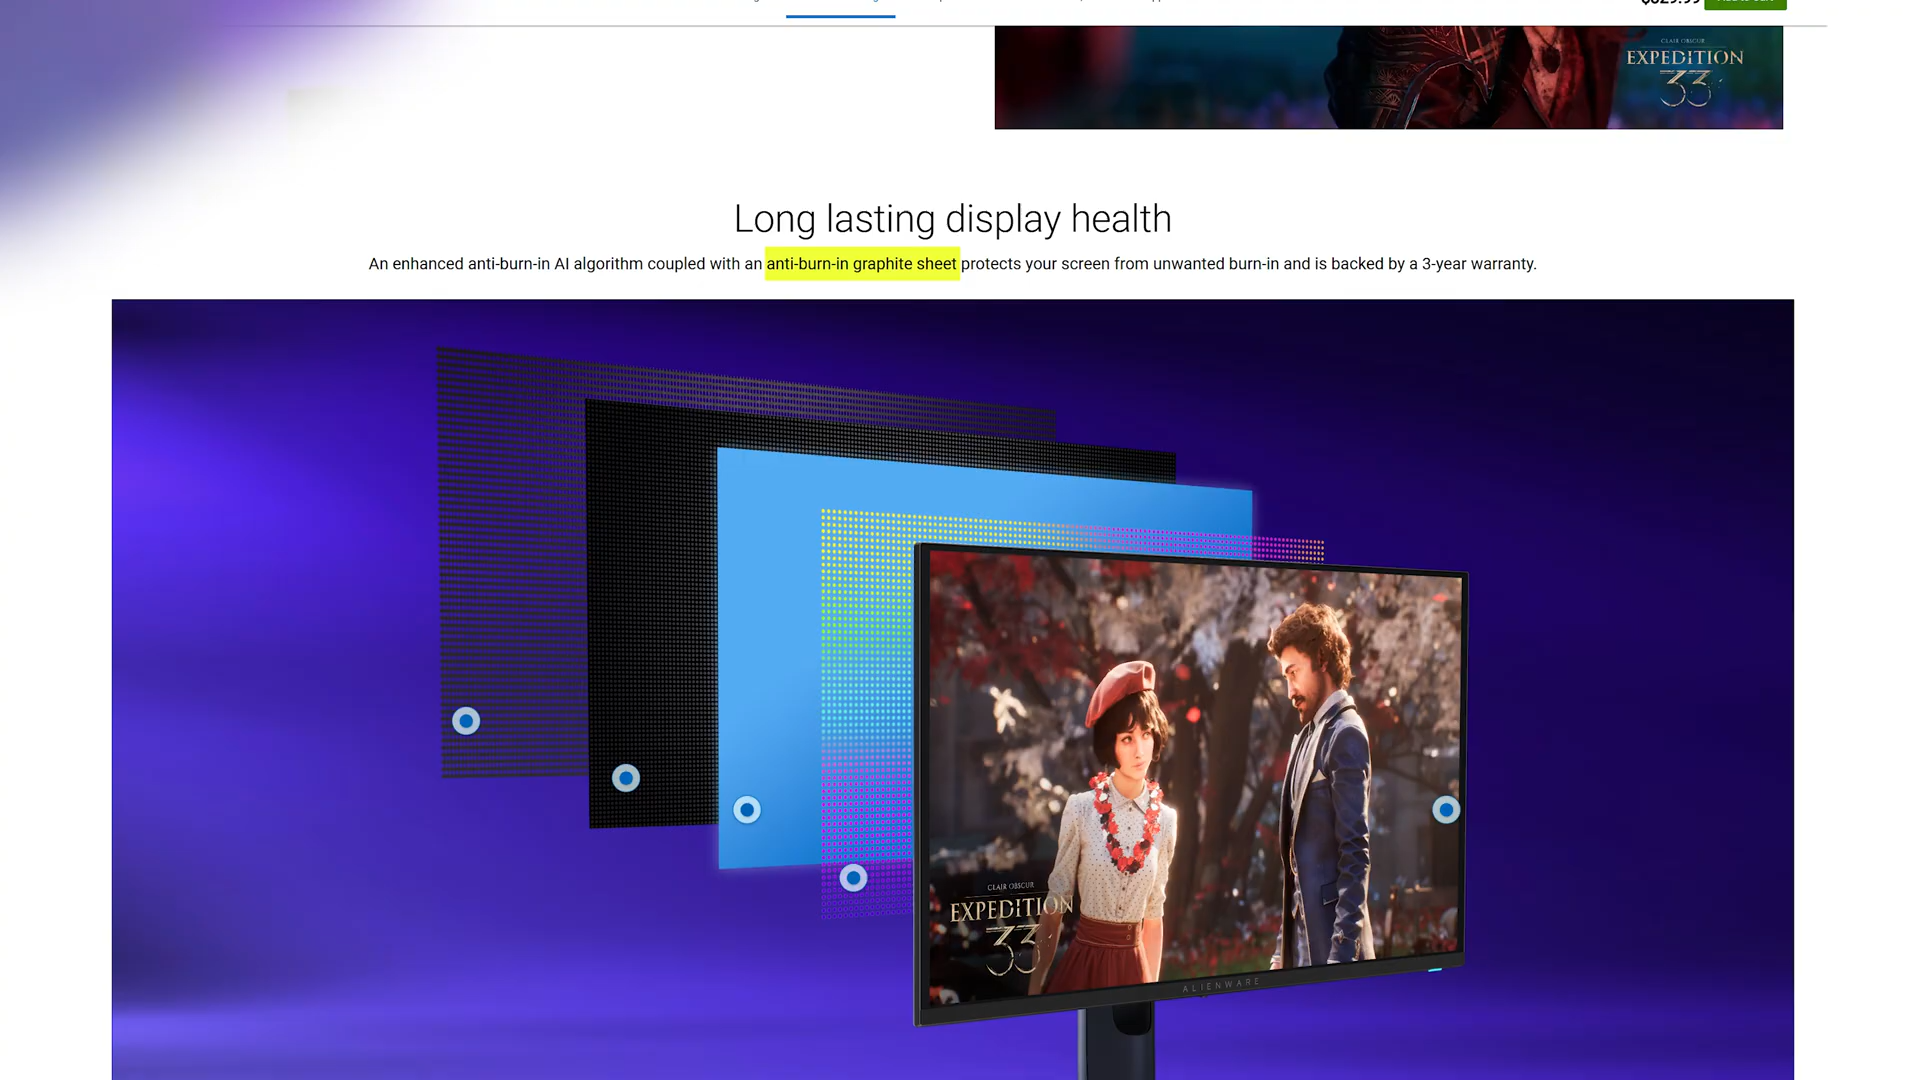 CLAIR OBSCUR
EXPEDITION
33
Long lasting display health
An enhanced anti-burn-in AI algorithm coupled with an anti-burn-in graphite sheet protects your screen from unwanted burn-in and is backed by a 3-year warranty.
CLAIR OBSCUR
EXPEDITION
33
ALIENWARE